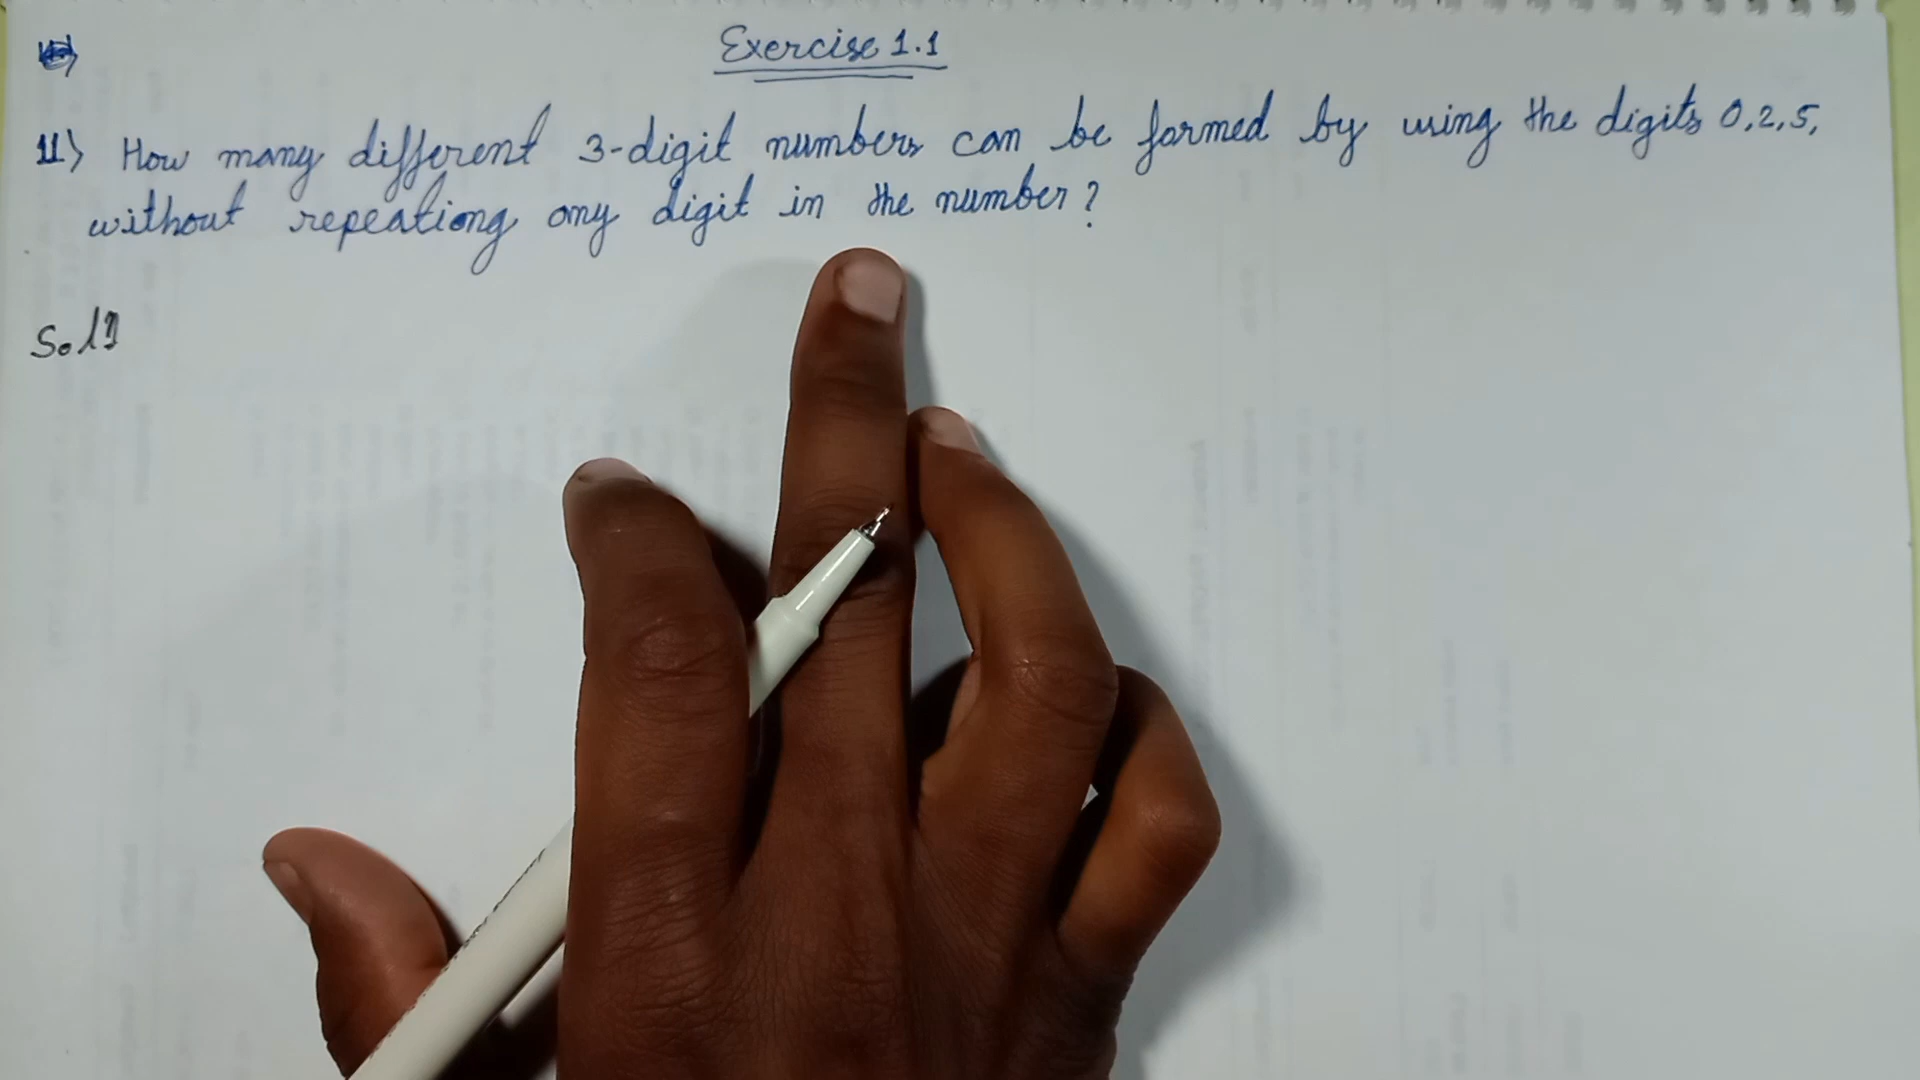 Exercise 1.1
11) How many different 3-digit numbers can be formed by using the digits 0,2,5,
without repeationg any digit in the number?
Sol: